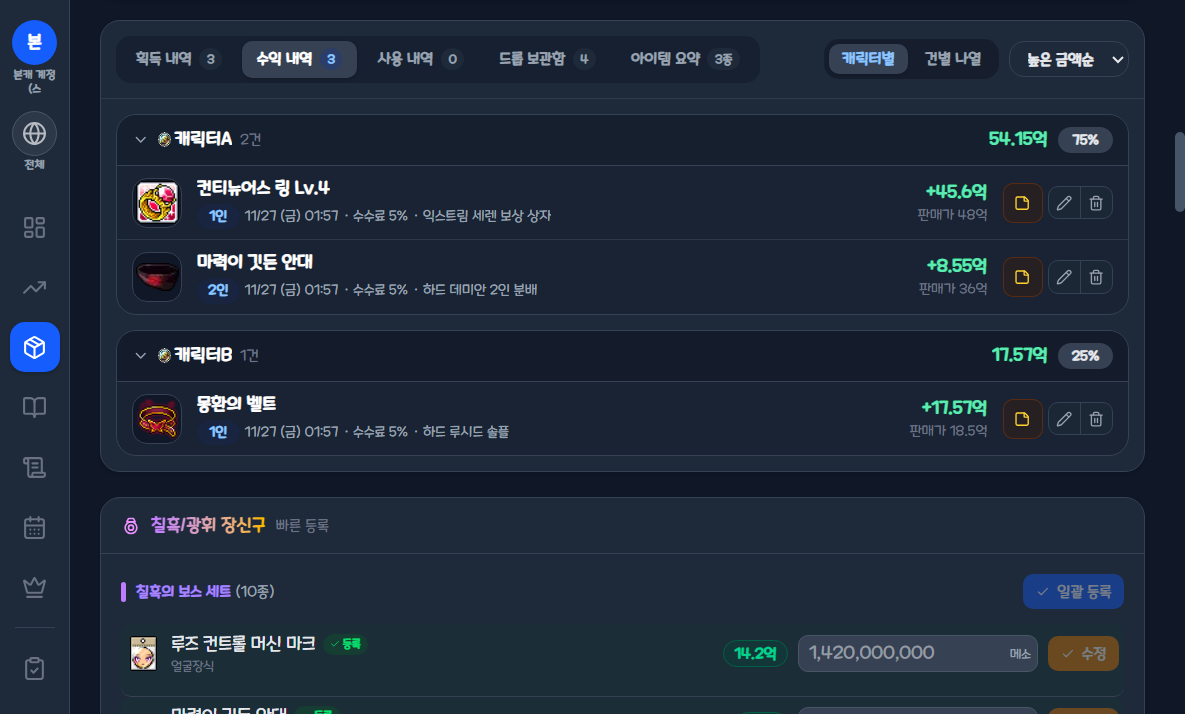 본
본캐 계정
(스
전체
획득 내역 3
수익 내역 3
사용 내역 0
드롭 보관함 4
아이템 요약 3종
캐릭터별
건별 나열
높은 금액순
캐릭터A 2건
54.15억 75%
컨티뉴어스 링 Lv.4
+45.6억
1인 11/27 (금) 01:57 · 수수료 5% · 익스트림 세렌 보상 상자
판매가 48억
마력이 깃든 안대
+8.55억
2인 11/27 (금) 01:57 · 수수료 5% · 하드 데미안 2인 분배
판매가 36억
캐릭터B 1건
17.57억 25%
몽환의 벨트
+17.57억
1인 11/27 (금) 01:57 · 수수료 5% · 하드 루시드 솔플
판매가 18.5억
칠흑/광휘 장신구 빠른 등록
칠흑의 보스 세트 (10종)
일괄 등록
루즈 컨트롤 머신 마크 등록
얼굴장식
14.2억
1,420,000,000 메소
수정
마력이 깃든 안대 등록